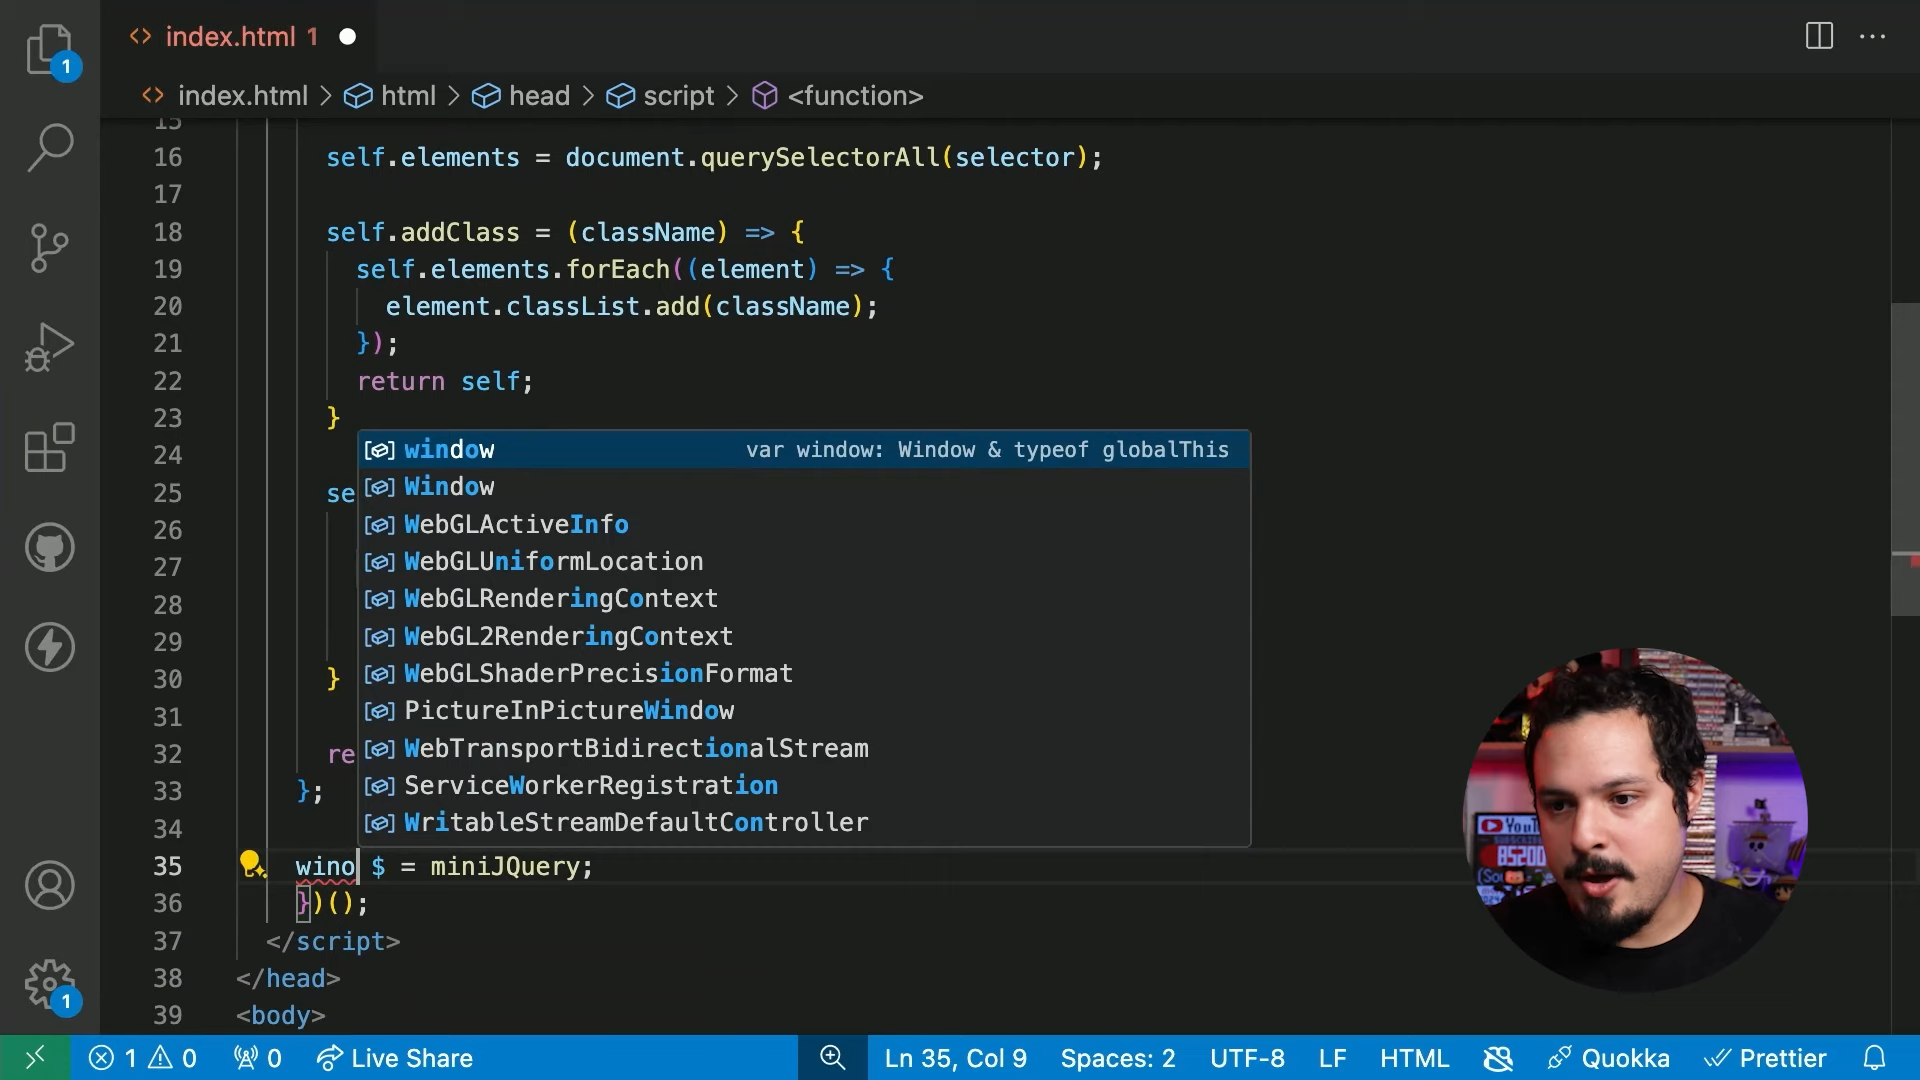 1
index.html 1
index.html > html > head > script > <function>
15
16 self.elements = document.querySelectorAll(selector);
17
18 self.addClass = (className) => {
19 self.elements.forEach((element) => {
20 element.classList.add(className);
21 });
22 return self;
23 }
24 window var window: Window & typeof globalThis
25 se Window
26 WebGLActiveInfo
27 WebGLUniformLocation
28 WebGLRenderingContext
29 WebGL2RenderingContext
30 } WebGLShaderPrecisionFormat
31 PictureInPictureWindow
32 re WebTransportBidirectionalStream
33 }; ServiceWorkerRegistration
34 WritableStreamDefaultController
35 wino $ = miniJQuery;
36 })();
37 </script>
38 </head>
39 <body>
1
1 0 0 Live Share Ln 35, Col 9 Spaces: 2 UTF-8 LF HTML Quokka Prettier